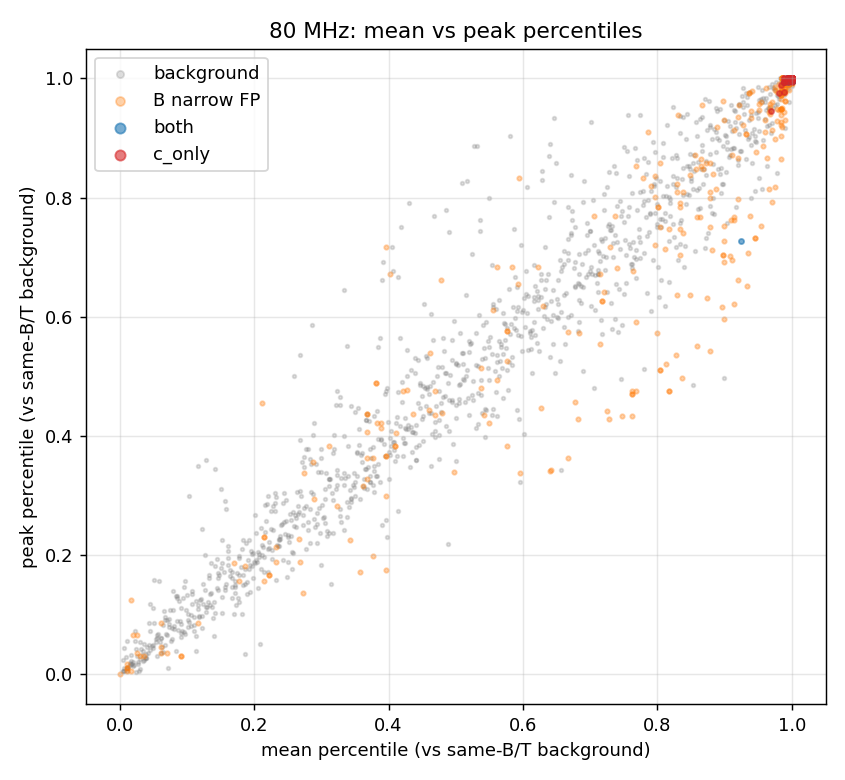 80 MHz: mean vs peak percentiles
background
B narrow FP
both
c_only
peak percentile (vs same-B/T background)
1.0
0.8
0.6
0.4
0.2
0.0
0.0 0.2 0.4 0.6 0.8 1.0
mean percentile (vs same-B/T background)